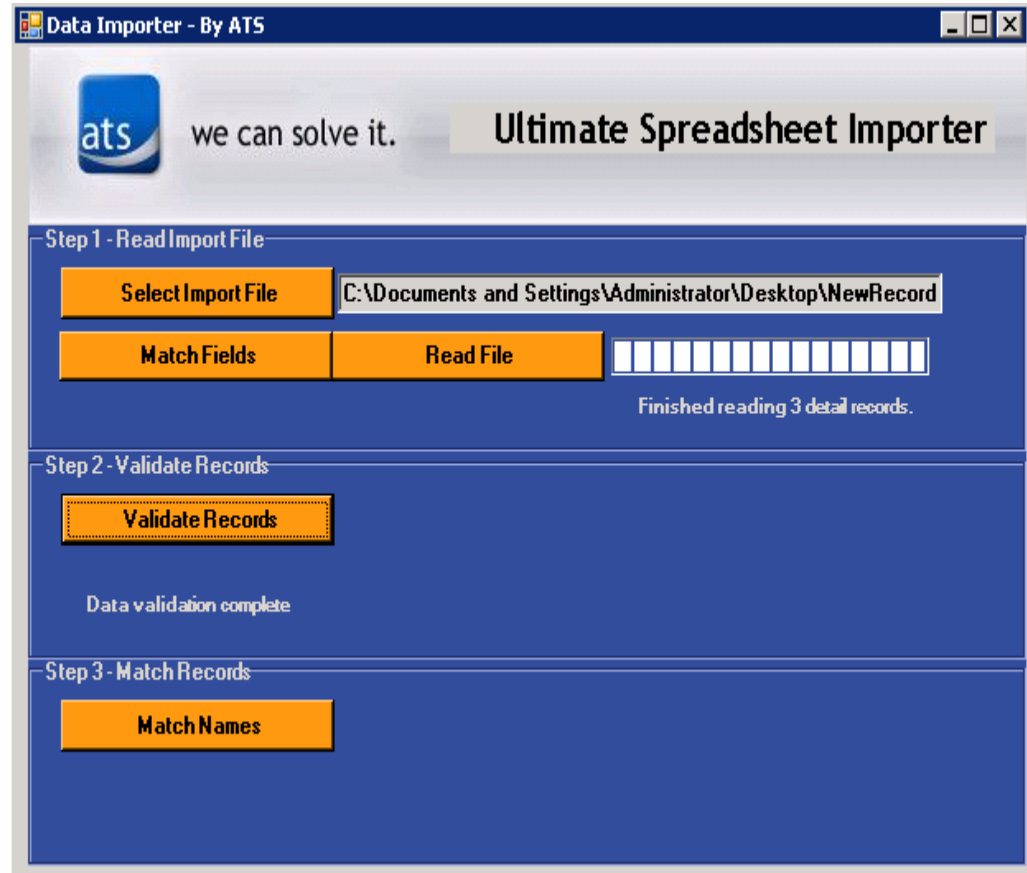 Data Importer - By ATS
ats we can solve it. Ultimate Spreadsheet Importer
Step 1 - Read Import File
Select Import File C:\Documents and Settings\Administrator\Desktop\NewRecord
Match Fields Read File
Finished reading 3 detail records.
Step 2 - Validate Records
Validate Records
Data validation complete
Step 3 - Match Records
Match Names